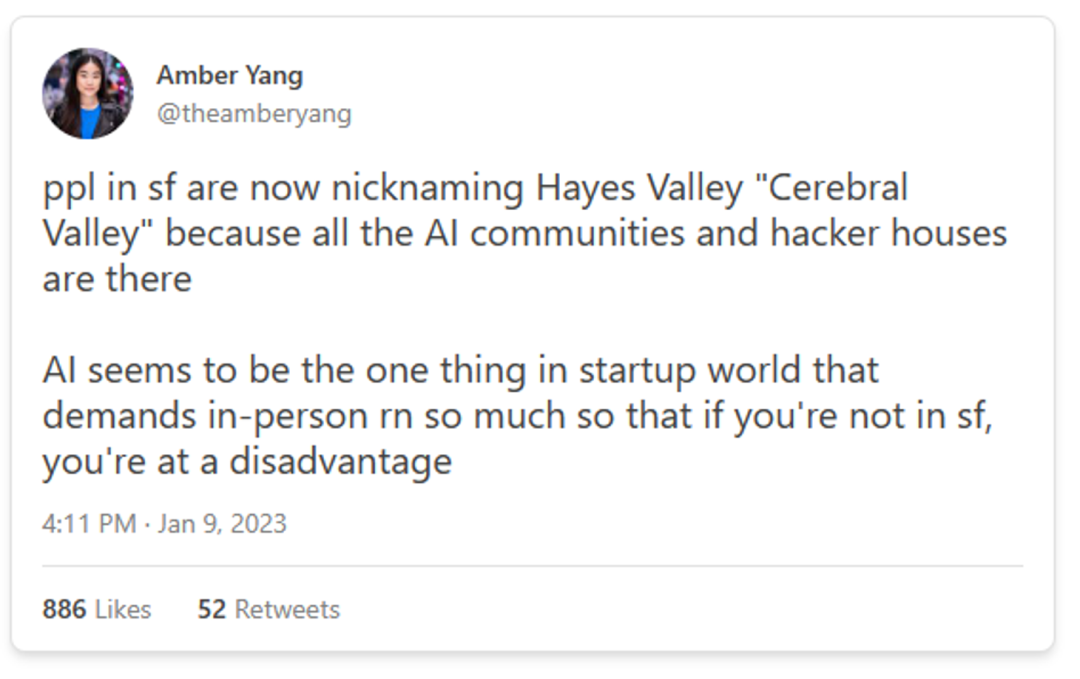 Amber Yang
@theamberyang
ppl in sf are now nicknaming Hayes Valley "Cerebral
Valley" because all the AI communities and hacker houses
are there
AI seems to be the one thing in startup world that
demands in-person rn so much so that if you're not in sf,
you're at a disadvantage
4:11 PM · Jan 9, 2023
886 Likes 52 Retweets